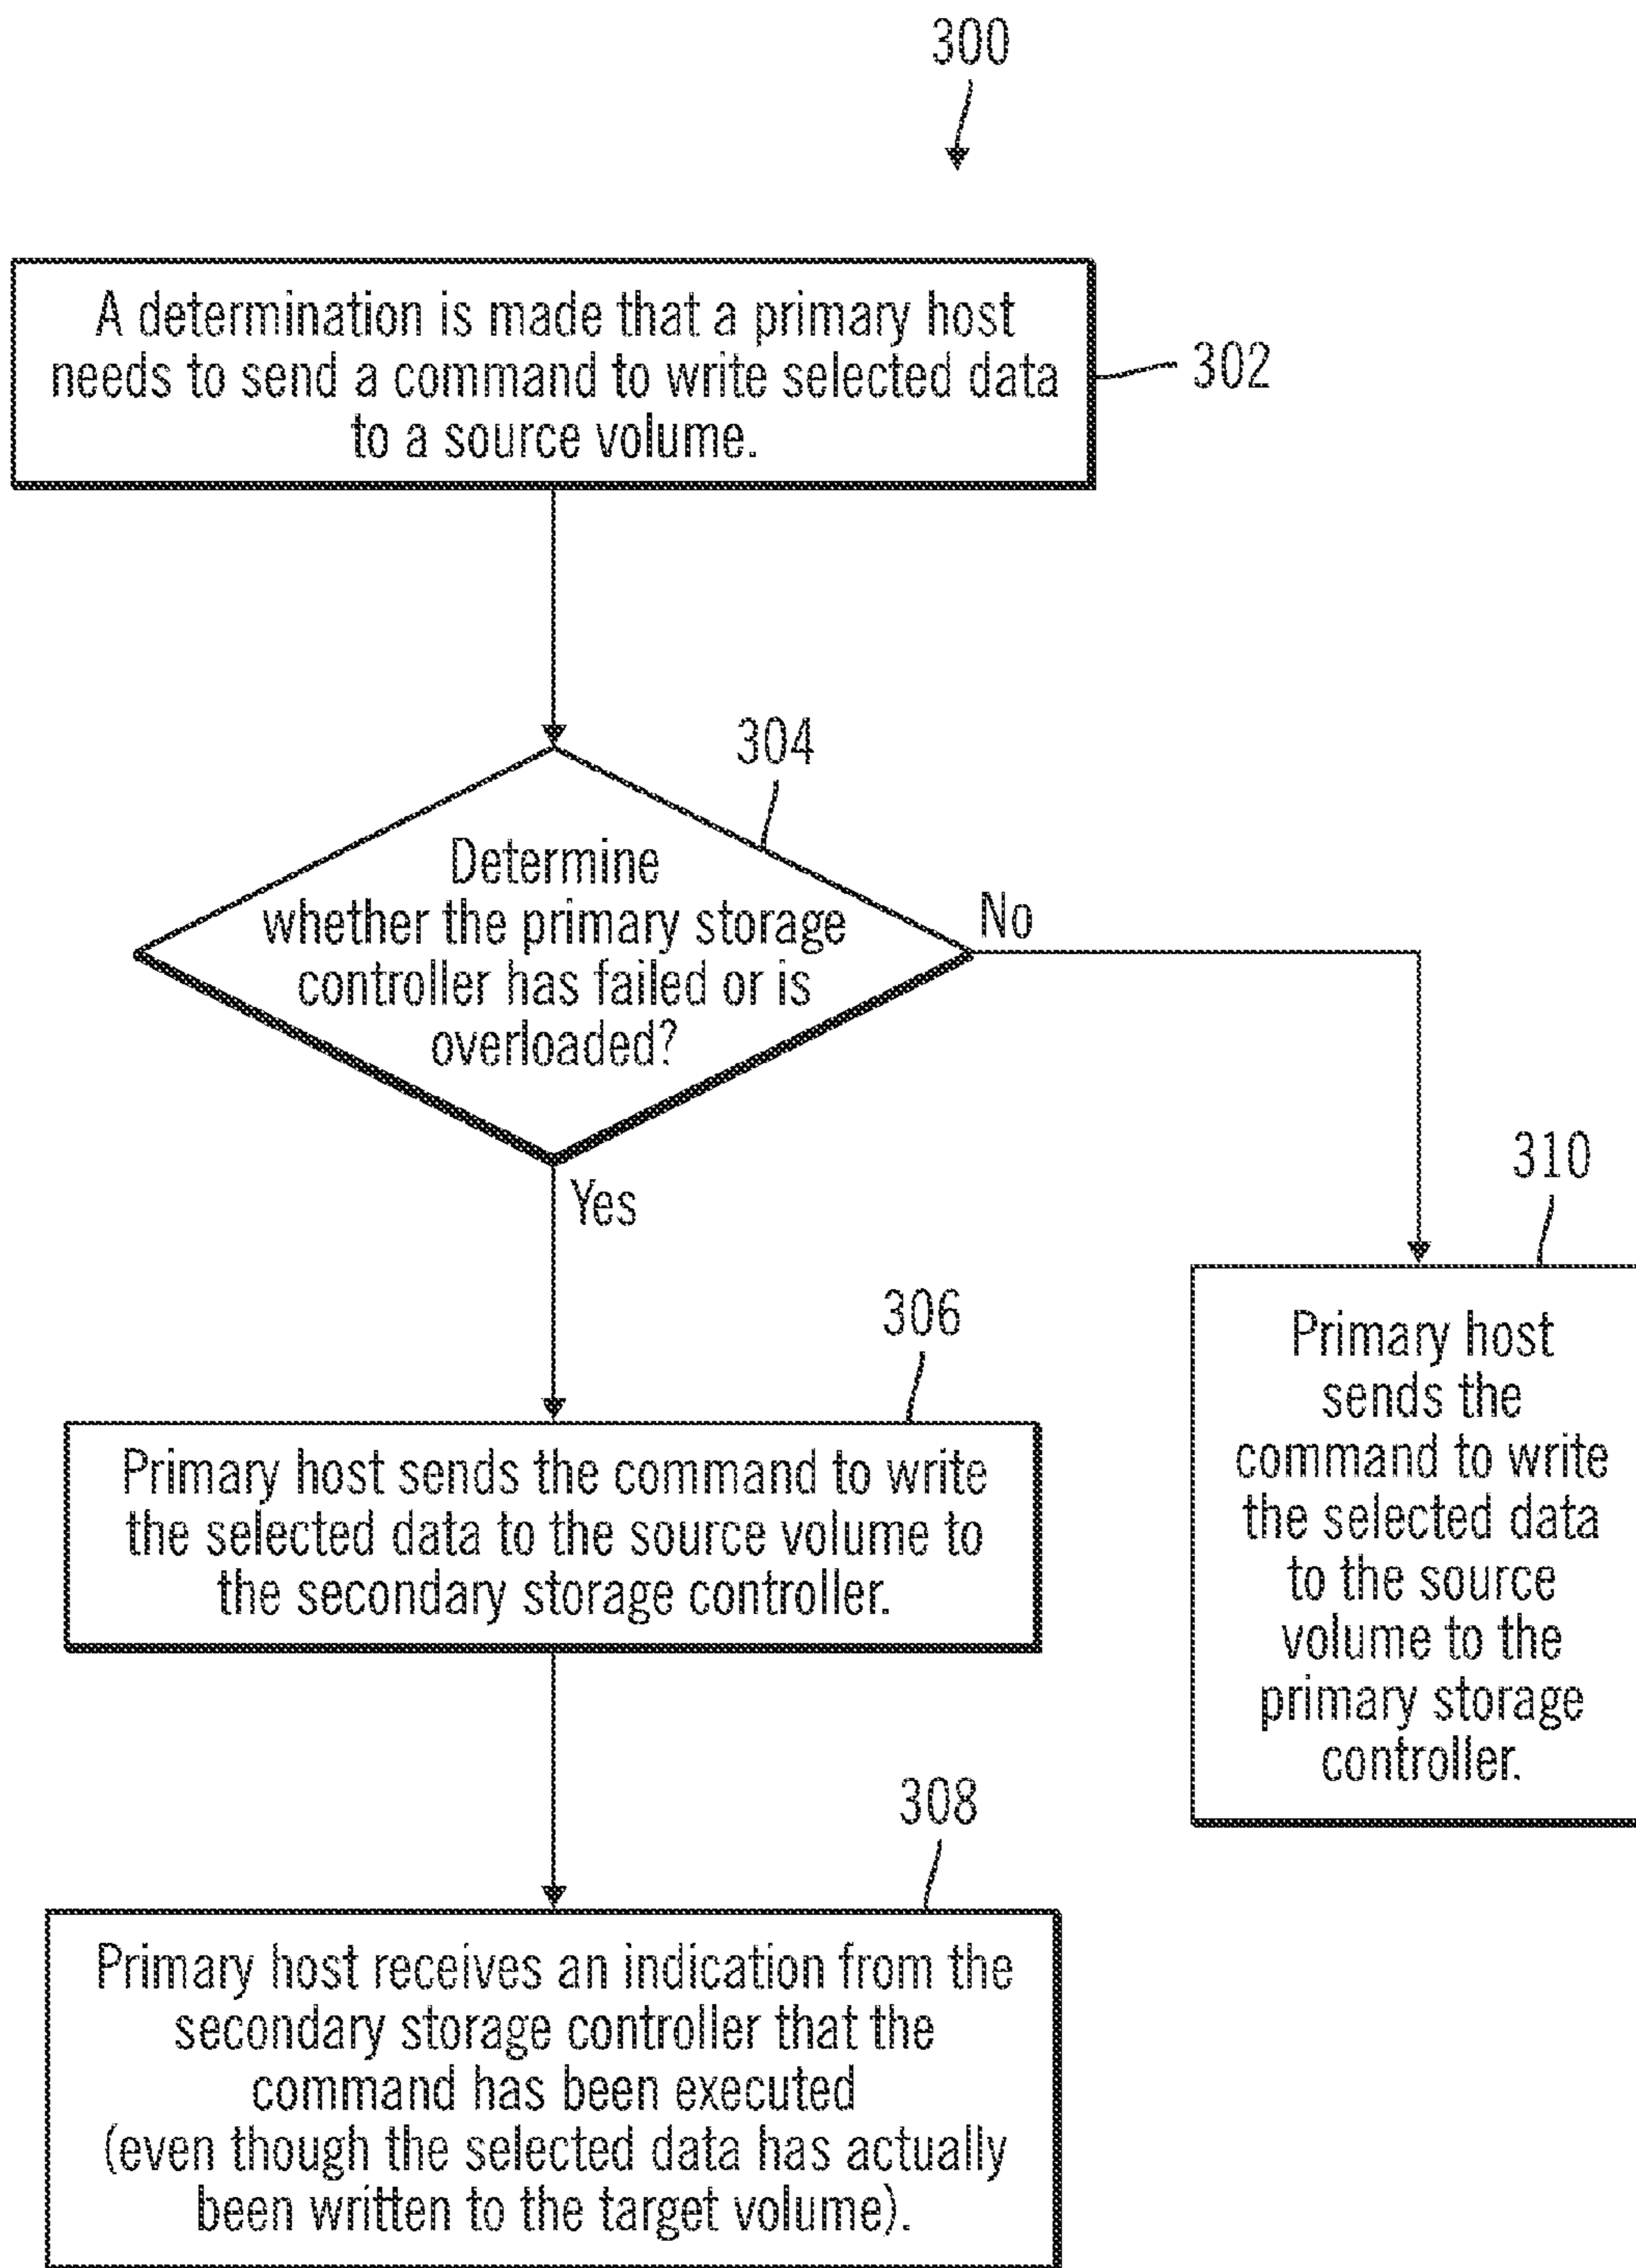 300
A determination is made that a primary host
needs to send a command to write selected data
to a source volume.
302
304
Determine
whether the primary storage
controller has failed or is
overloaded?
No
Yes
306
Primary host sends the command to write
the selected data to the source volume to
the secondary storage controller.
310
Primary host
sends the
command to write
the selected data
to the source
volume to the
primary storage
controller.
308
Primary host receives an indication from the
secondary storage controller that the
command has been executed
(even though the selected data has actually
been written to the target volume).